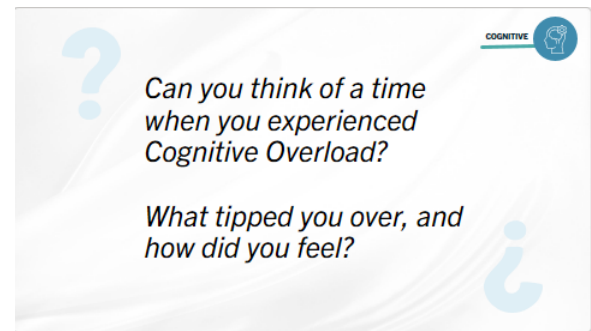 COGNITIVE
?
Can you think of a time
when you experienced
Cognitive Overload?
What tipped you over, and
how did you feel?
¿